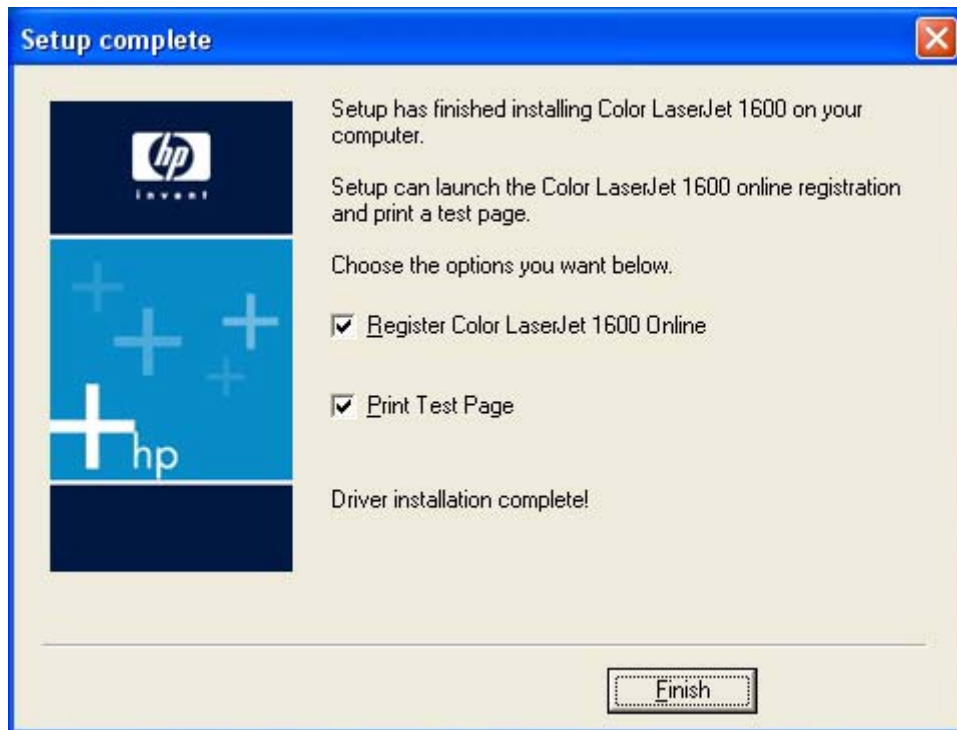 Setup complete
hp
invent
Setup has finished installing Color LaserJet 1600 on your
computer.
Setup can launch the Color LaserJet 1600 online registration
and print a test page.
Choose the options you want below.
Register Color LaserJet 1600 Online
Print Test Page
hp
Driver installation complete!
Finish